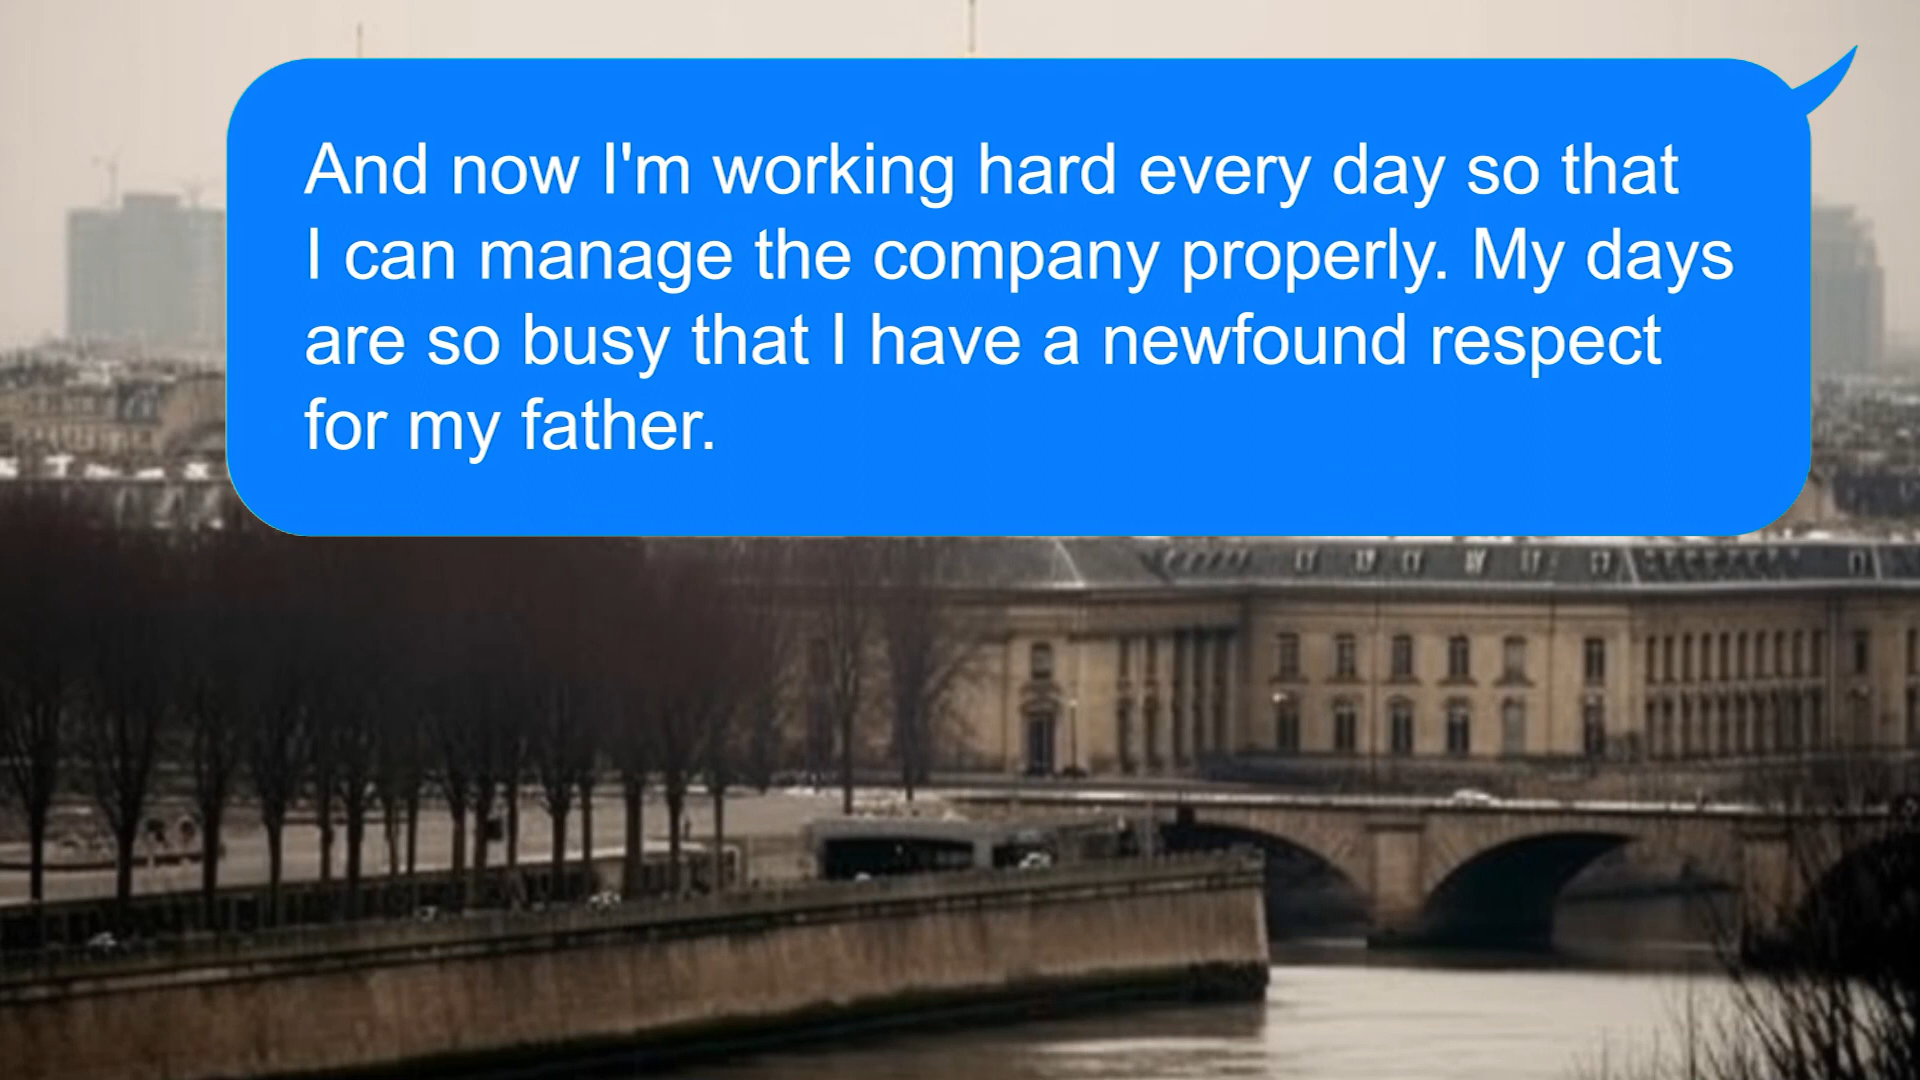 And now I'm working hard every day so that
I can manage the company properly. My days
are so busy that I have a newfound respect
for my father.